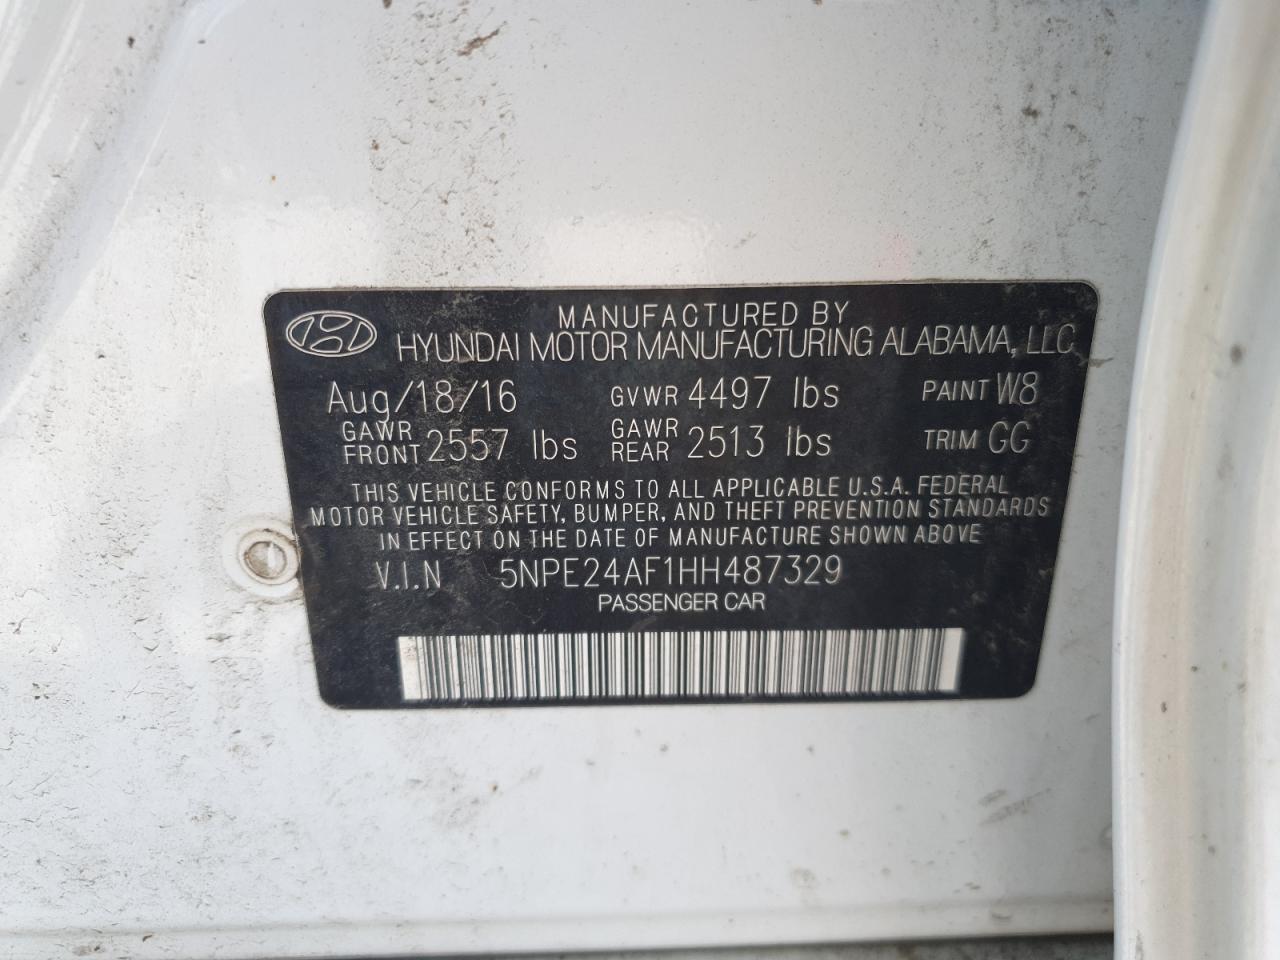 MANUFACTURED BY
HYUNDAI MOTOR MANUFACTURING ALABAMA, LLC
Aug/18/16 GVWR 4497 lbs PAINT W8
GAWR FRONT 2557 lbs GAWR REAR 2513 lbs TRIM GG
THIS VEHICLE CONFORMS TO ALL APPLICABLE U.S.A. FEDERAL
MOTOR VEHICLE SAFETY, BUMPER, AND THEFT PREVENTION STANDARDS
IN EFFECT ON THE DATE OF MANUFACTURE SHOWN ABOVE
V.I.N 5NPE24AF1HH487329
PASSENGER CAR